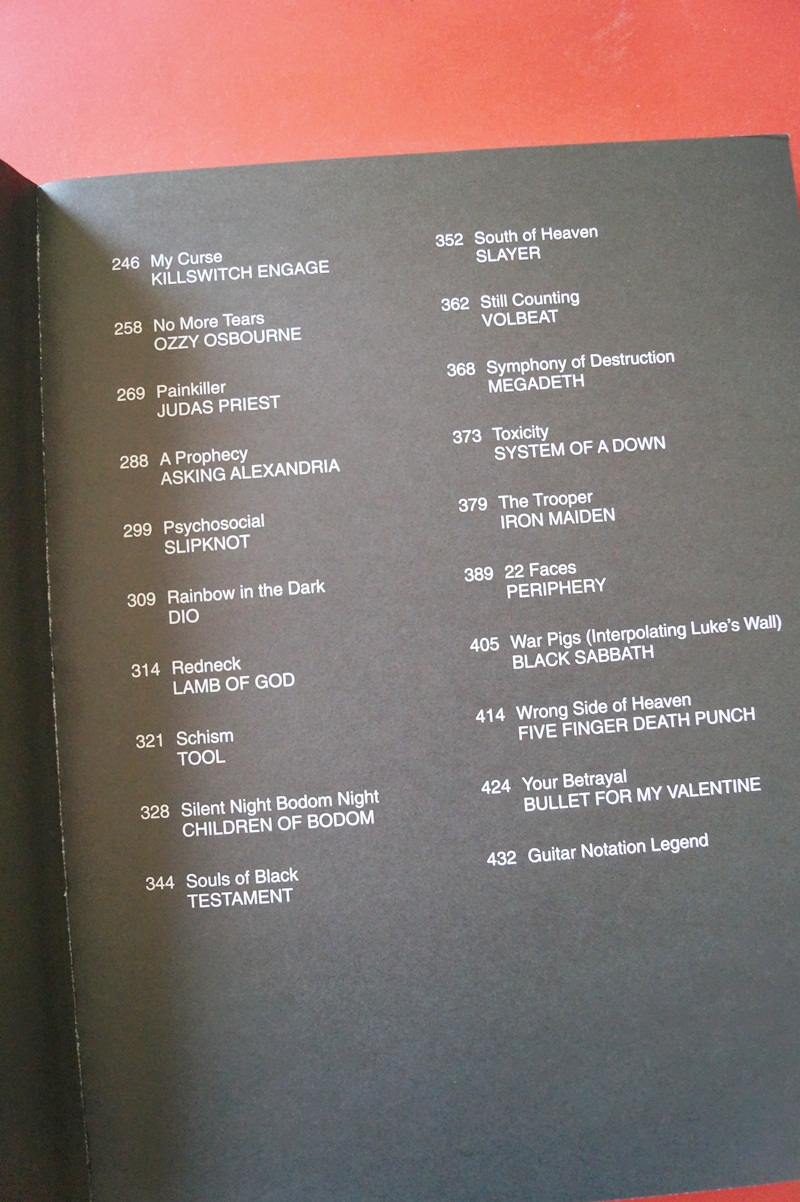 246 My Curse
KILLSWITCH ENGAGE
258 No More Tears
OZZY OSBOURNE
269 Painkiller
JUDAS PRIEST
288 A Prophecy
ASKING ALEXANDRIA
299 Psychosocial
SLIPKNOT
309 Rainbow in the Dark
DIO
314 Redneck
LAMB OF GOD
321 Schism
TOOL
328 Silent Night Bodom Night
CHILDREN OF BODOM
344 Souls of Black
TESTAMENT
352 South of Heaven
SLAYER
362 Still Counting
VOLBEAT
368 Symphony of Destruction
MEGADETH
373 Toxicity
SYSTEM OF A DOWN
379 The Trooper
IRON MAIDEN
389 22 Faces
PERIPHERY
405 War Pigs (Interpolating Luke's Wall)
BLACK SABBATH
414 Wrong Side of Heaven
FIVE FINGER DEATH PUNCH
424 Your Betrayal
BULLET FOR MY VALENTINE
432 Guitar Notation Legend